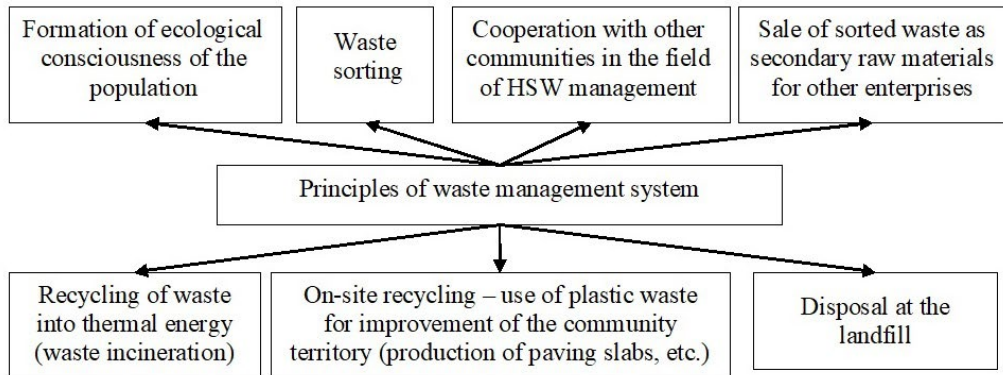 Formation of ecological
consciousness of the
population
Waste
sorting
Cooperation with other
communities in the field
of HSW management
Sale of sorted waste as
secondary raw materials
for other enterprises
Principles of waste management system
Recycling of waste
into thermal energy
(waste incineration)
On-site recycling – use of plastic waste
for improvement of the community
territory (production of paving slabs, etc.)
Disposal at the
landfill